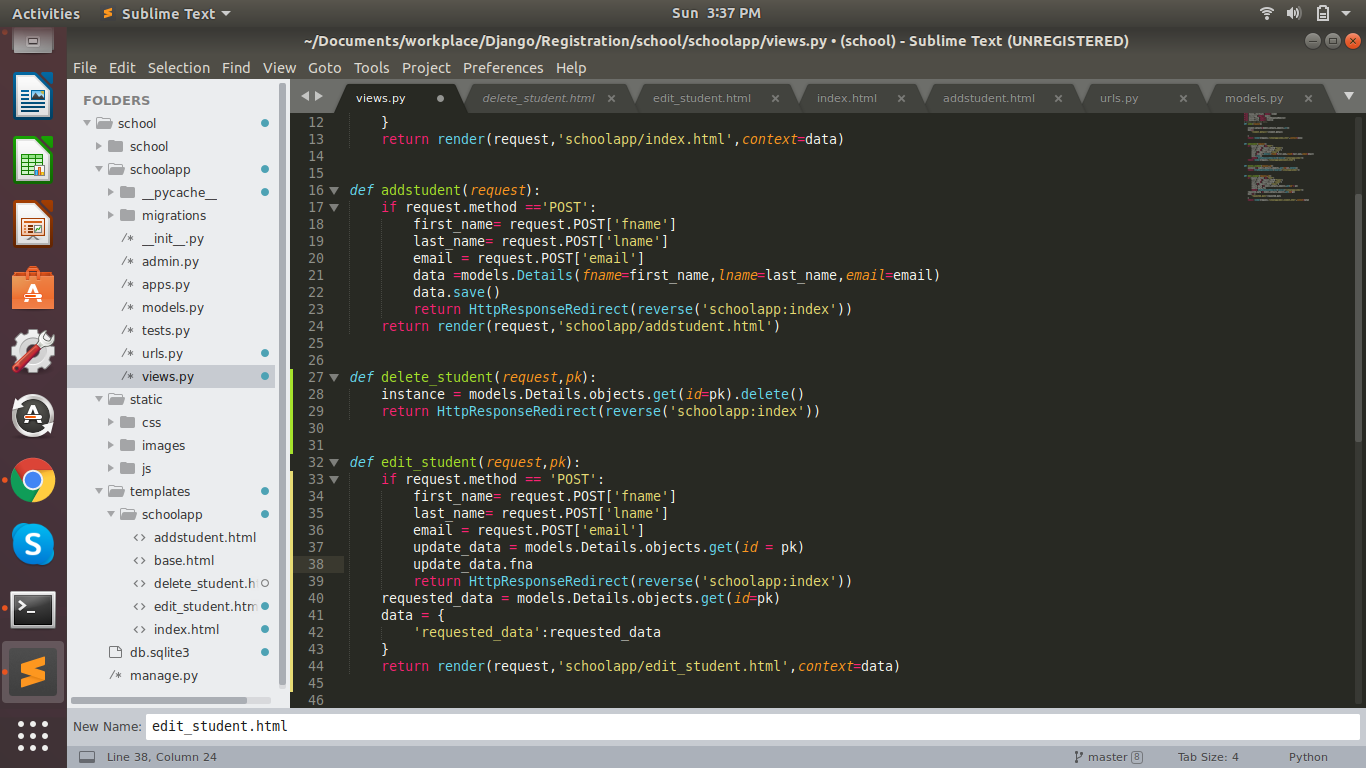 Activities Sublime Text Sun 3:37 PM
~/Documents/workplace/Django/Registration/school/schoolapp/views.py • (school) - Sublime Text (UNREGISTERED)
File Edit Selection Find View Goto Tools Project Preferences Help
FOLDERS
school
school
schoolapp
__pycache__
migrations
/* __init__.py
/* admin.py
/* apps.py
/* models.py
/* tests.py
/* urls.py
/* views.py
static
css
images
js
templates
schoolapp
<> addstudent.html
<> base.html
<> delete_student.h
<> edit_student.htm
<> index.html
db.sqlite3
/* manage.py
views.py delete_student.html edit_student.html index.html addstudent.html urls.py models.py
12 }
13 return render(request,'schoolapp/index.html',context=data)
14
15
16 def addstudent(request):
17 if request.method =='POST':
18 first_name= request.POST['fname']
19 last_name= request.POST['lname']
20 email = request.POST['email']
21 data =models.Details(fname=first_name,lname=last_name,email=email)
22 data.save()
23 return HttpResponseRedirect(reverse('schoolapp:index'))
24 return render(request,'schoolapp/addstudent.html')
25
26
27 def delete_student(request,pk):
28 instance = models.Details.objects.get(id=pk).delete()
29 return HttpResponseRedirect(reverse('schoolapp:index'))
30
31
32 def edit_student(request,pk):
33 if request.method == 'POST':
34 first_name= request.POST['fname']
35 last_name= request.POST['lname']
36 email = request.POST['email']
37 update_data = models.Details.objects.get(id = pk)
38 update_data.fna
39 return HttpResponseRedirect(reverse('schoolapp:index'))
40 requested_data = models.Details.objects.get(id=pk)
41 data = {
42 'requested_data':requested_data
43 }
44 return render(request,'schoolapp/edit_student.html',context=data)
45
46
New Name: edit_student.html
Line 38, Column 24 master 8 Tab Size: 4 Python